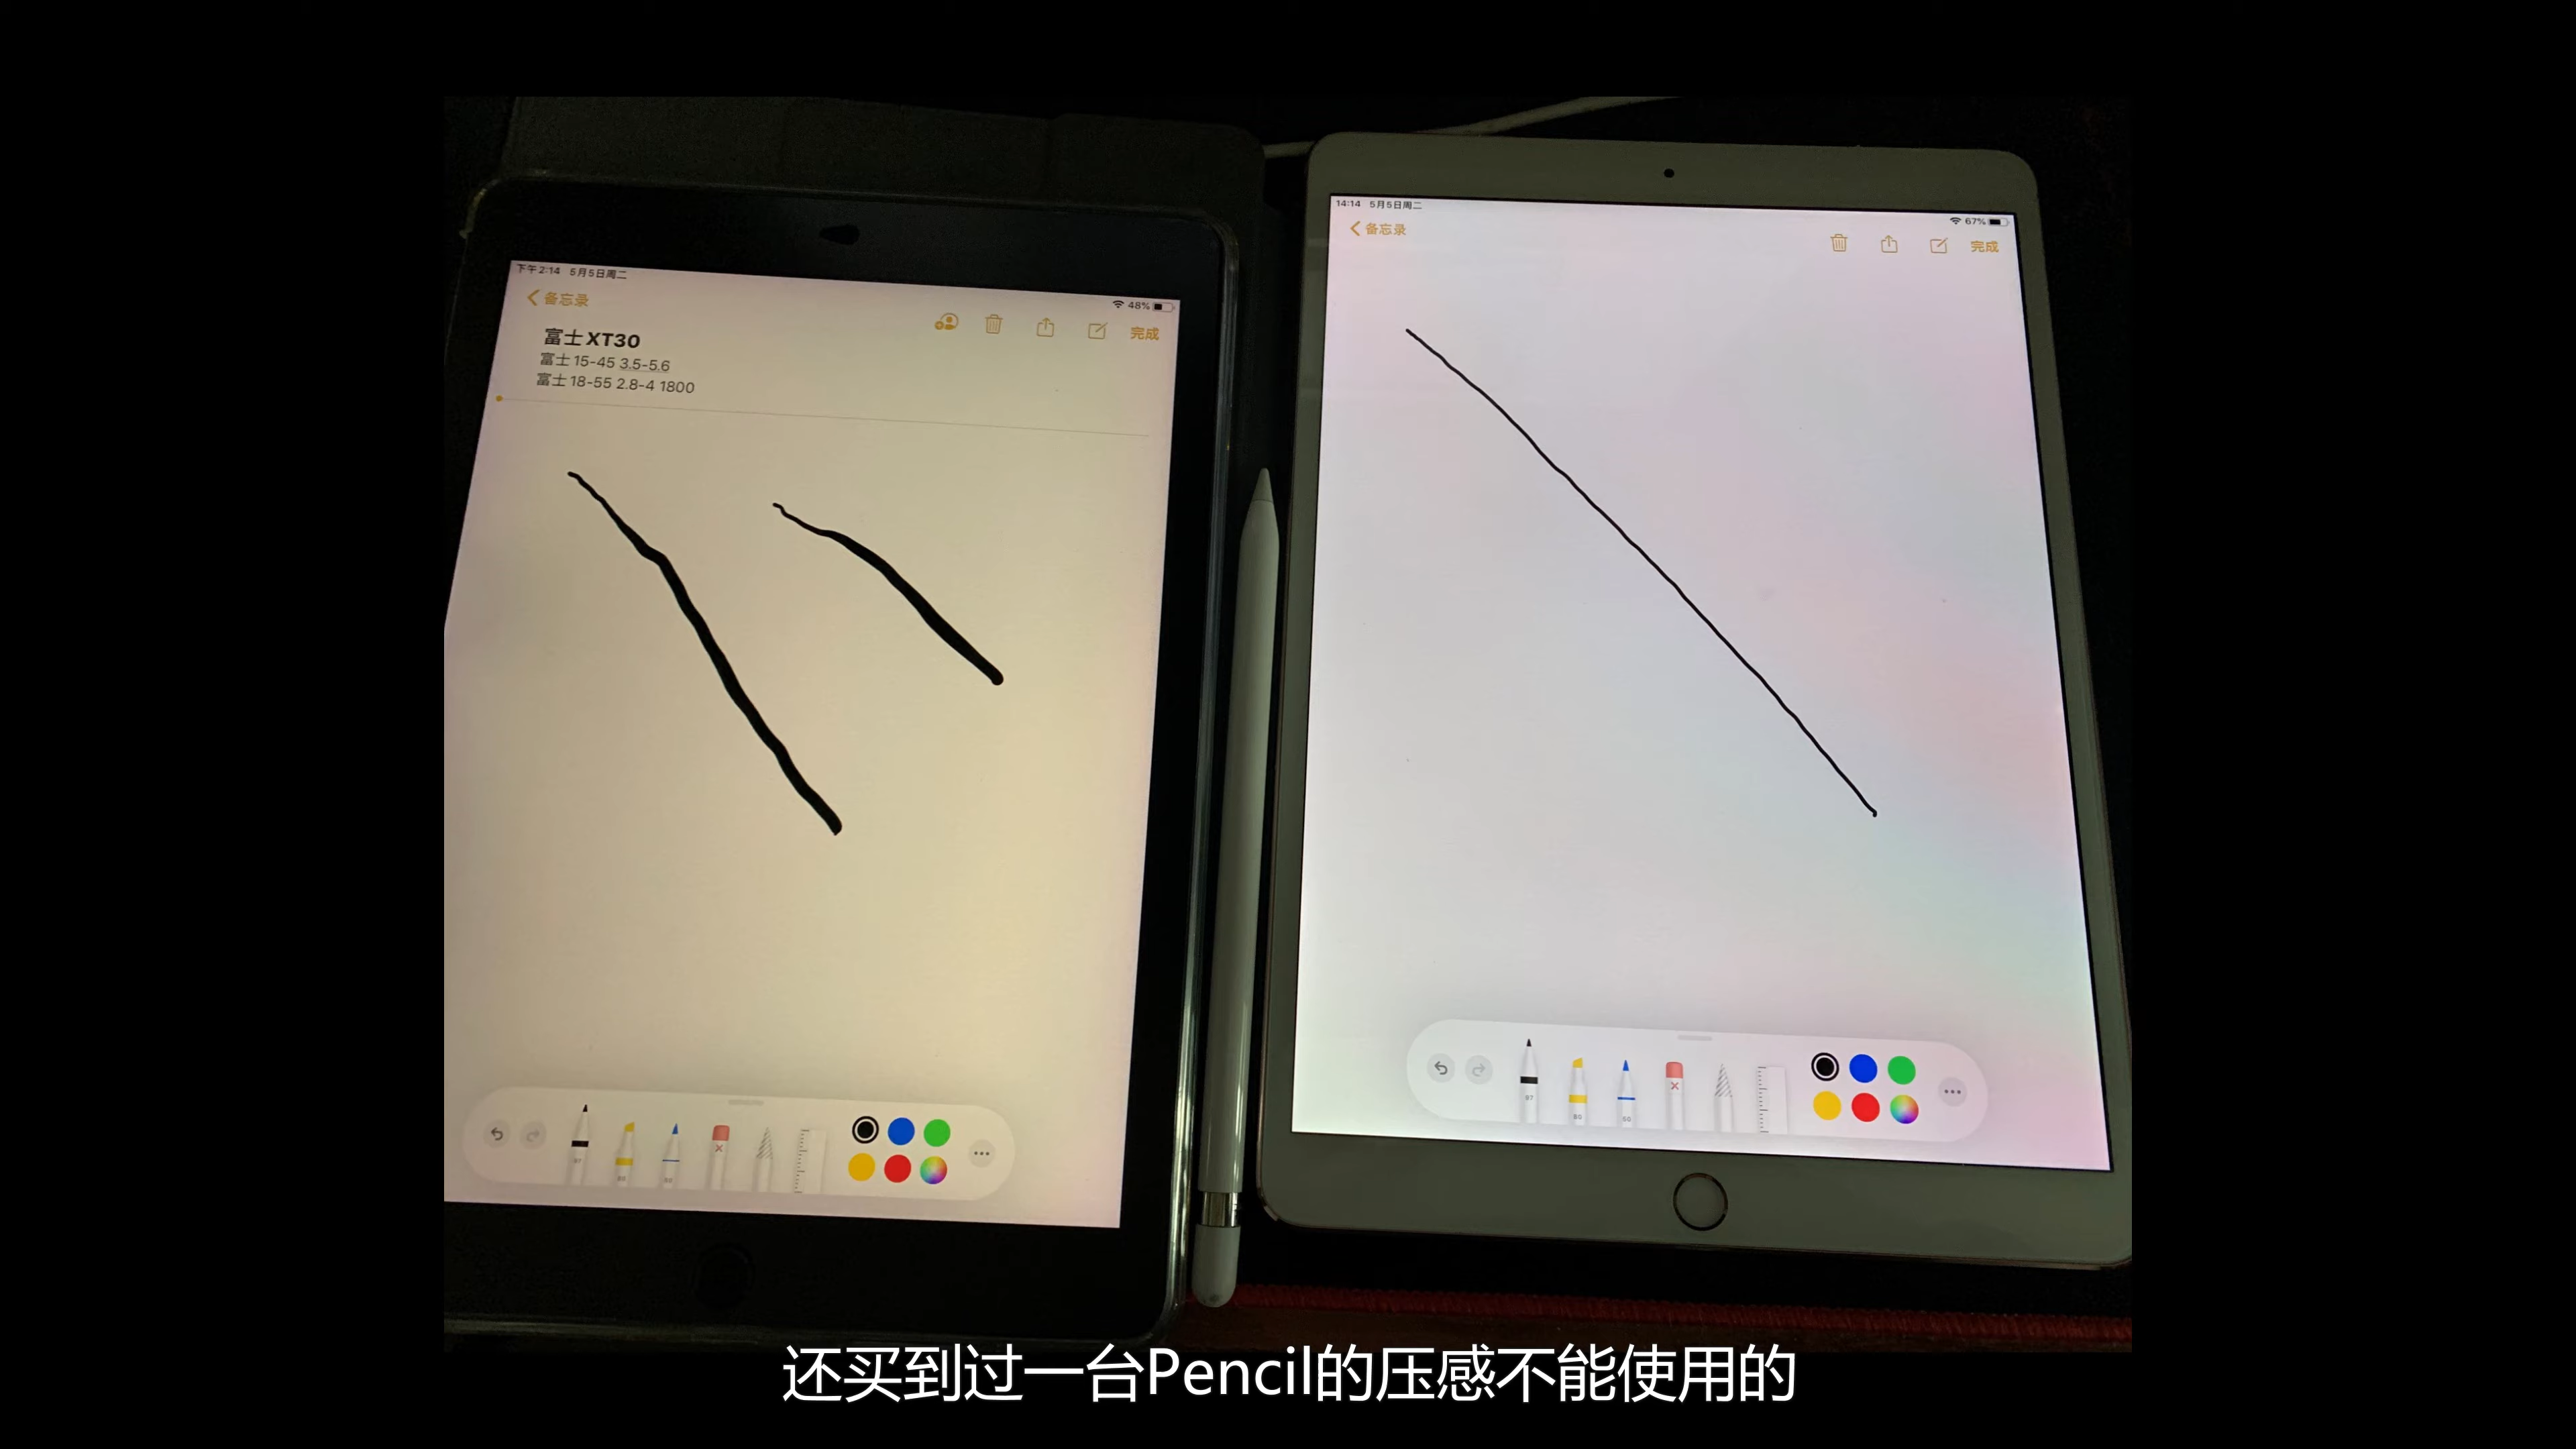 下午2:14 5月5日周二
48%
备忘录
完成
富士XT30
富士15-45 3.5-5.6
富士18-55 2.8-4 1800
14:14 5月5日周二
67%
备忘录
完成
97
80
50
还买到过一台Pencil的压感不能使用的